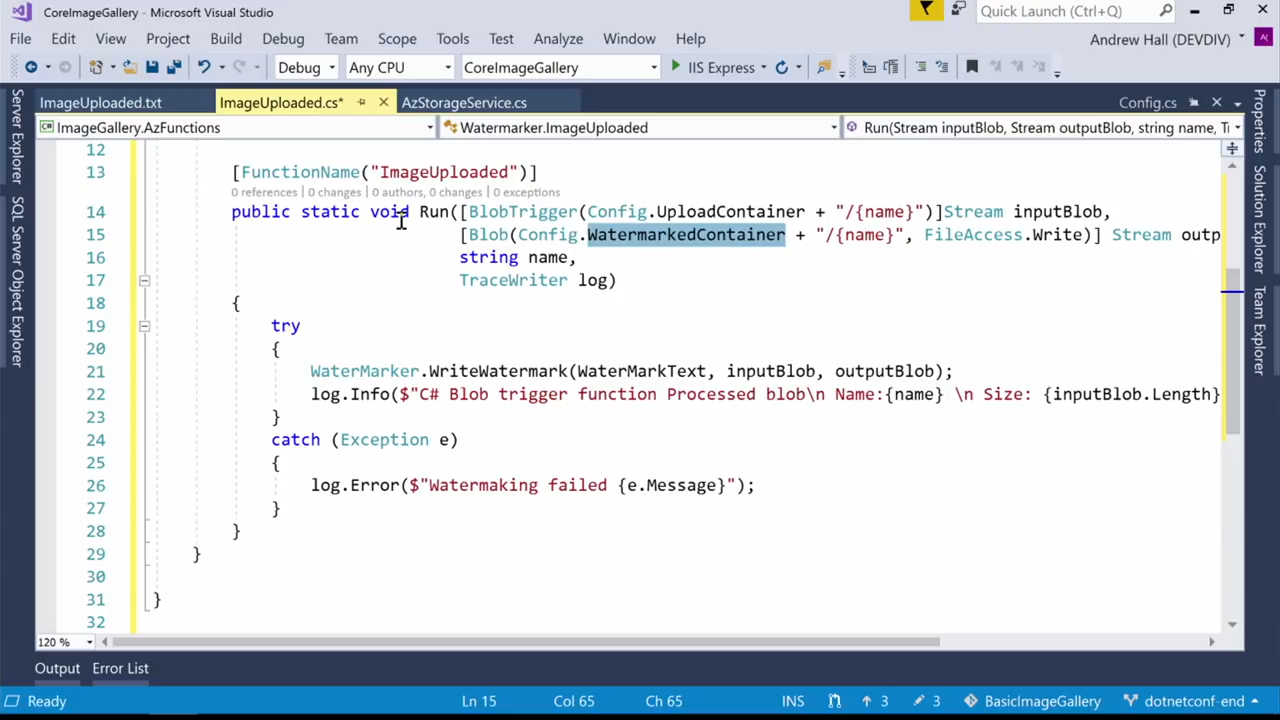 CoreImageGallery - Microsoft Visual Studio
Quick Launch (Ctrl+Q)
File Edit View Project Build Debug Team Scope Tools Test Analyze Window Help
Andrew Hall (DEVDIV)
Debug Any CPU CoreImageGallery IIS Express
ImageUploaded.txt ImageUploaded.cs* AzStorageService.cs Config.cs
ImageGallery.AzFunctions Watermarker.ImageUploaded Run(Stream inputBlob, Stream outputBlob, string name, Ti
Server Explorer
SQL Server Object Explorer
Properties
Solution Explorer
Team Explorer
12
13 [FunctionName("ImageUploaded")]
0 references | 0 changes | 0 authors, 0 changes | 0 exceptions
14 public static void Run([BlobTrigger(Config.UploadContainer + "/{name}")]Stream inputBlob,
15 [Blob(Config.WatermarkedContainer + "/{name}", FileAccess.Write)] Stream outp
16 string name,
17 TraceWriter log)
18 {
19 try
20 {
21 WaterMarker.WriteWatermark(WaterMarkText, inputBlob, outputBlob);
22 log.Info($"C# Blob trigger function Processed blob\n Name:{name} \n Size: {inputBlob.Length}
23 }
24 catch (Exception e)
25 {
26 log.Error($"Watermaking failed {e.Message}");
27 }
28 }
29 }
30
31 }
32
120 %
Output Error List
Ready Ln 15 Col 65 Ch 65 INS 3 3 BasicImageGallery dotnetconf-end